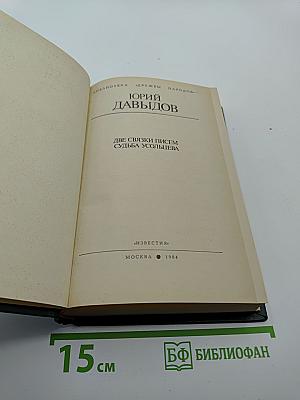 БИБЛИОТЕКА «ДРУЖБЫ НАРОДОВ»
ЮРИЙ
ДАВЫДОВ
ДВЕ СВЯЗКИ ПИСЕМ
СУДЬБА УСОЛЬЦЕВА
«ИЗВЕСТИЯ»
МОСКВА ● 1984
15 см
БФ БИБЛИОФАН